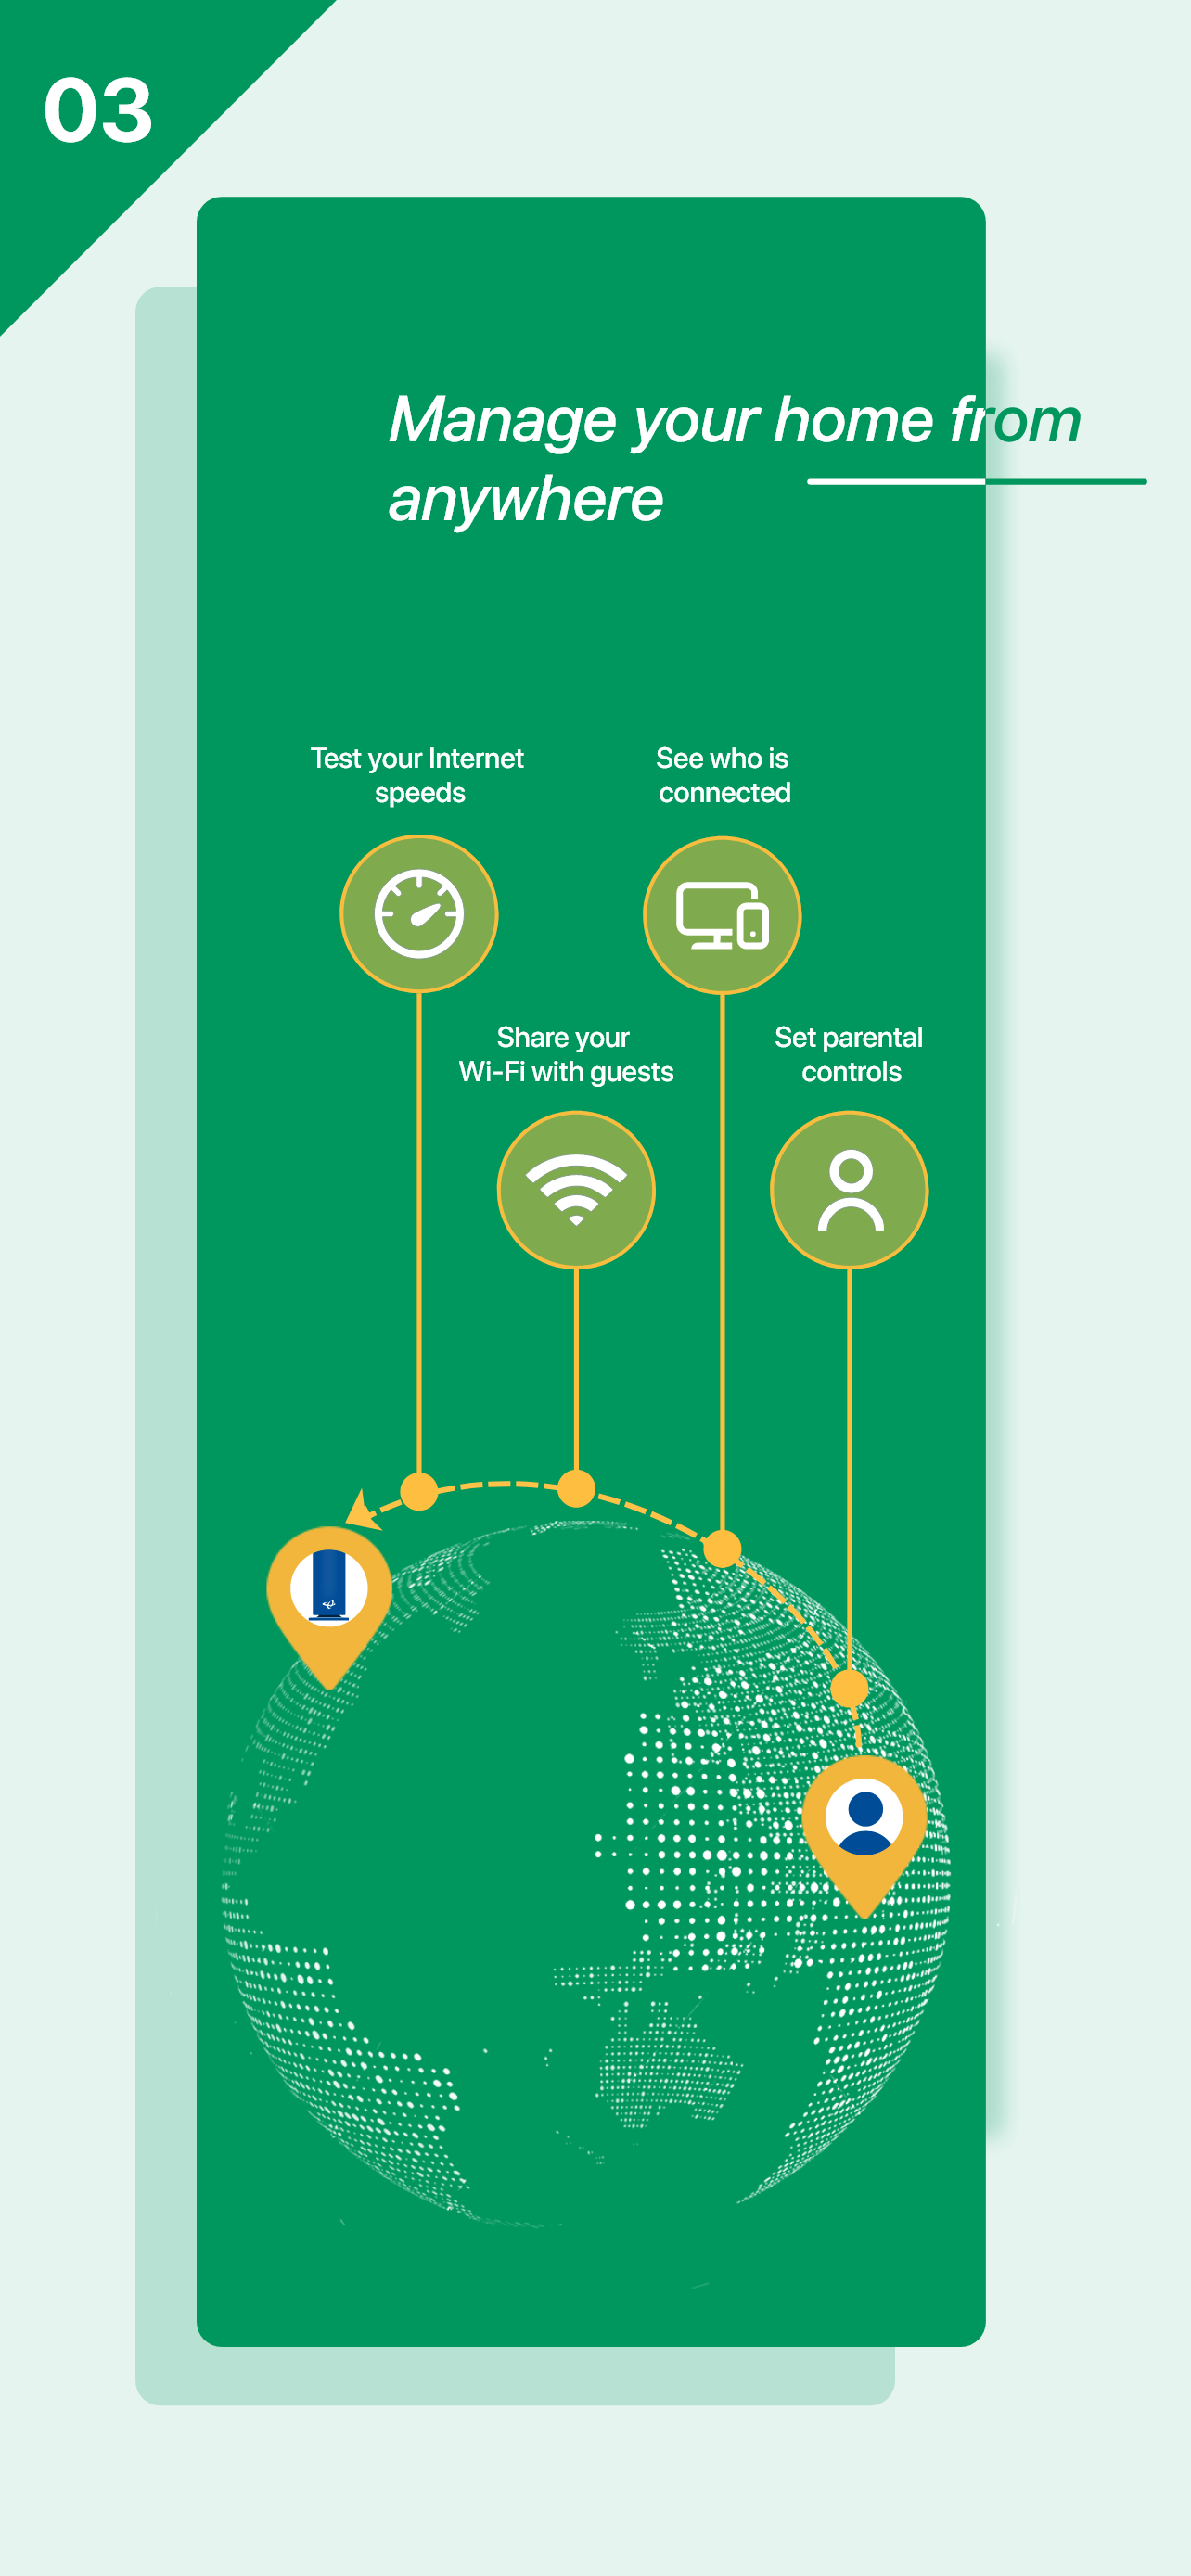 03
Manage your home from
anywhere
Test your Internet
speeds
See who is
connected
Share your
Wi-Fi with guests
Set parental
controls